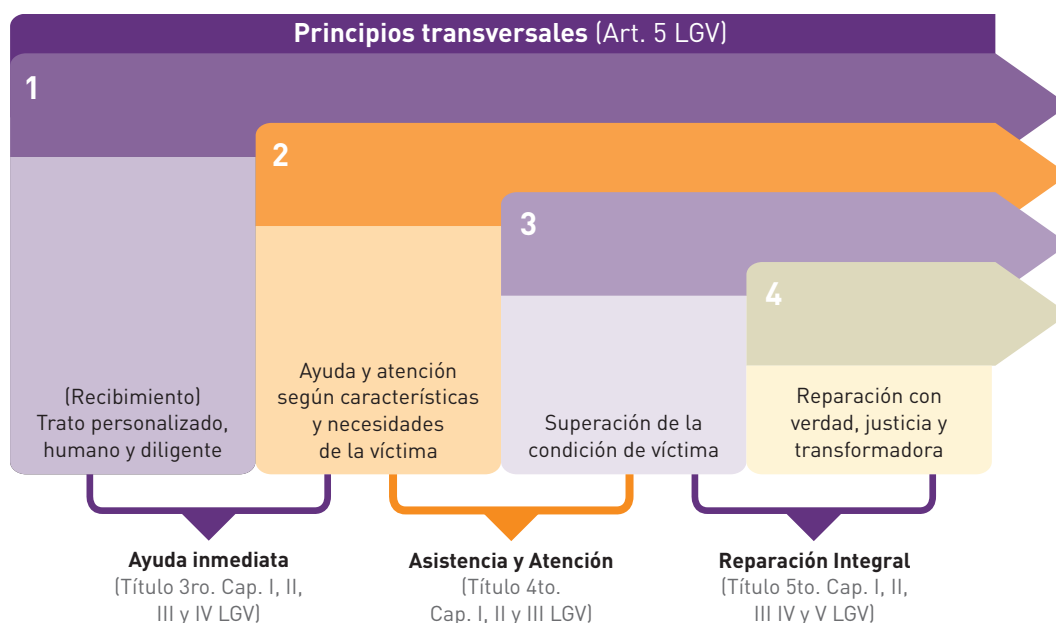 Principios transversales (Art. 5 LGV)
1
2
3
4
(Recibimiento)
Trato personalizado,
humano y diligente
Ayuda y atención
según características
y necesidades
de la víctima
Superación de la
condición de víctima
Reparación con
verdad, justicia y
transformadora
Ayuda inmediata
(Título 3ro. Cap. I, II,
III y IV LGV)
Asistencia y Atención
(Título 4to.
Cap. I, II y III LGV)
Reparación Integral
(Título 5to. Cap. I, II,
III IV y V LGV)